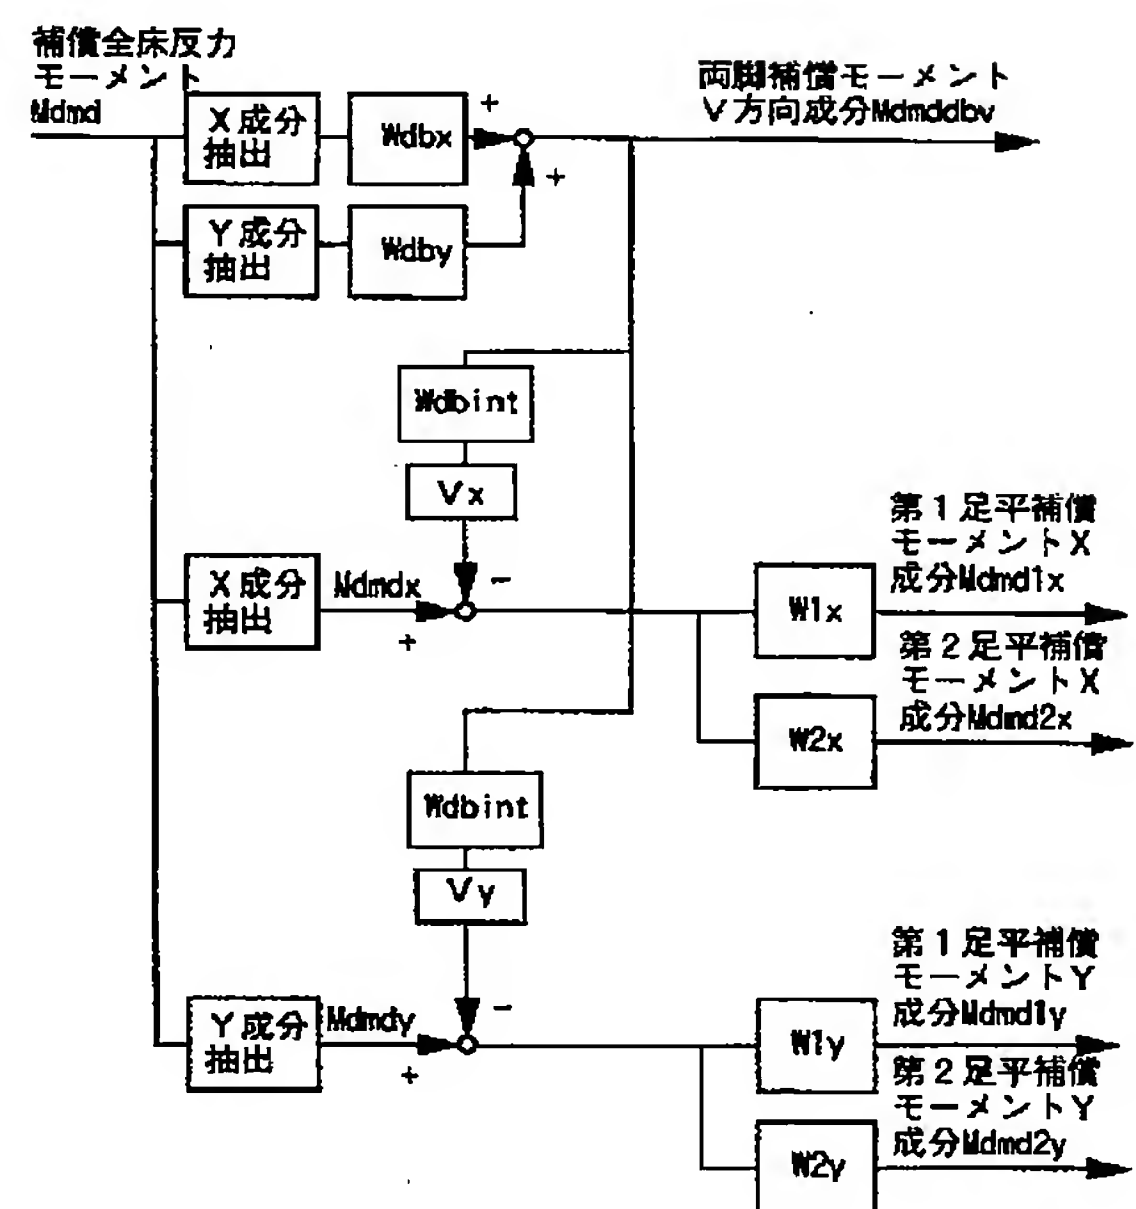 補償全床反力
モーメント
Mdmd
両脚補償モーメント
V方向成分Mdmddbv
X成分
抽出
Wdbx
+
+
Y成分
抽出
Wdby
Wdbint
Vx
X成分
抽出
Mdmdx
+
-
W1x
第1足平補償
モーメントX
成分Mdmd1x
第2足平補償
モーメントX
成分Mdmd2x
W2x
Wdbint
Vy
Y成分
抽出
Mdmdy
+
-
W1y
第1足平補償
モーメントY
成分Mdmd1y
第2足平補償
モーメントY
成分Mdmd2y
W2y